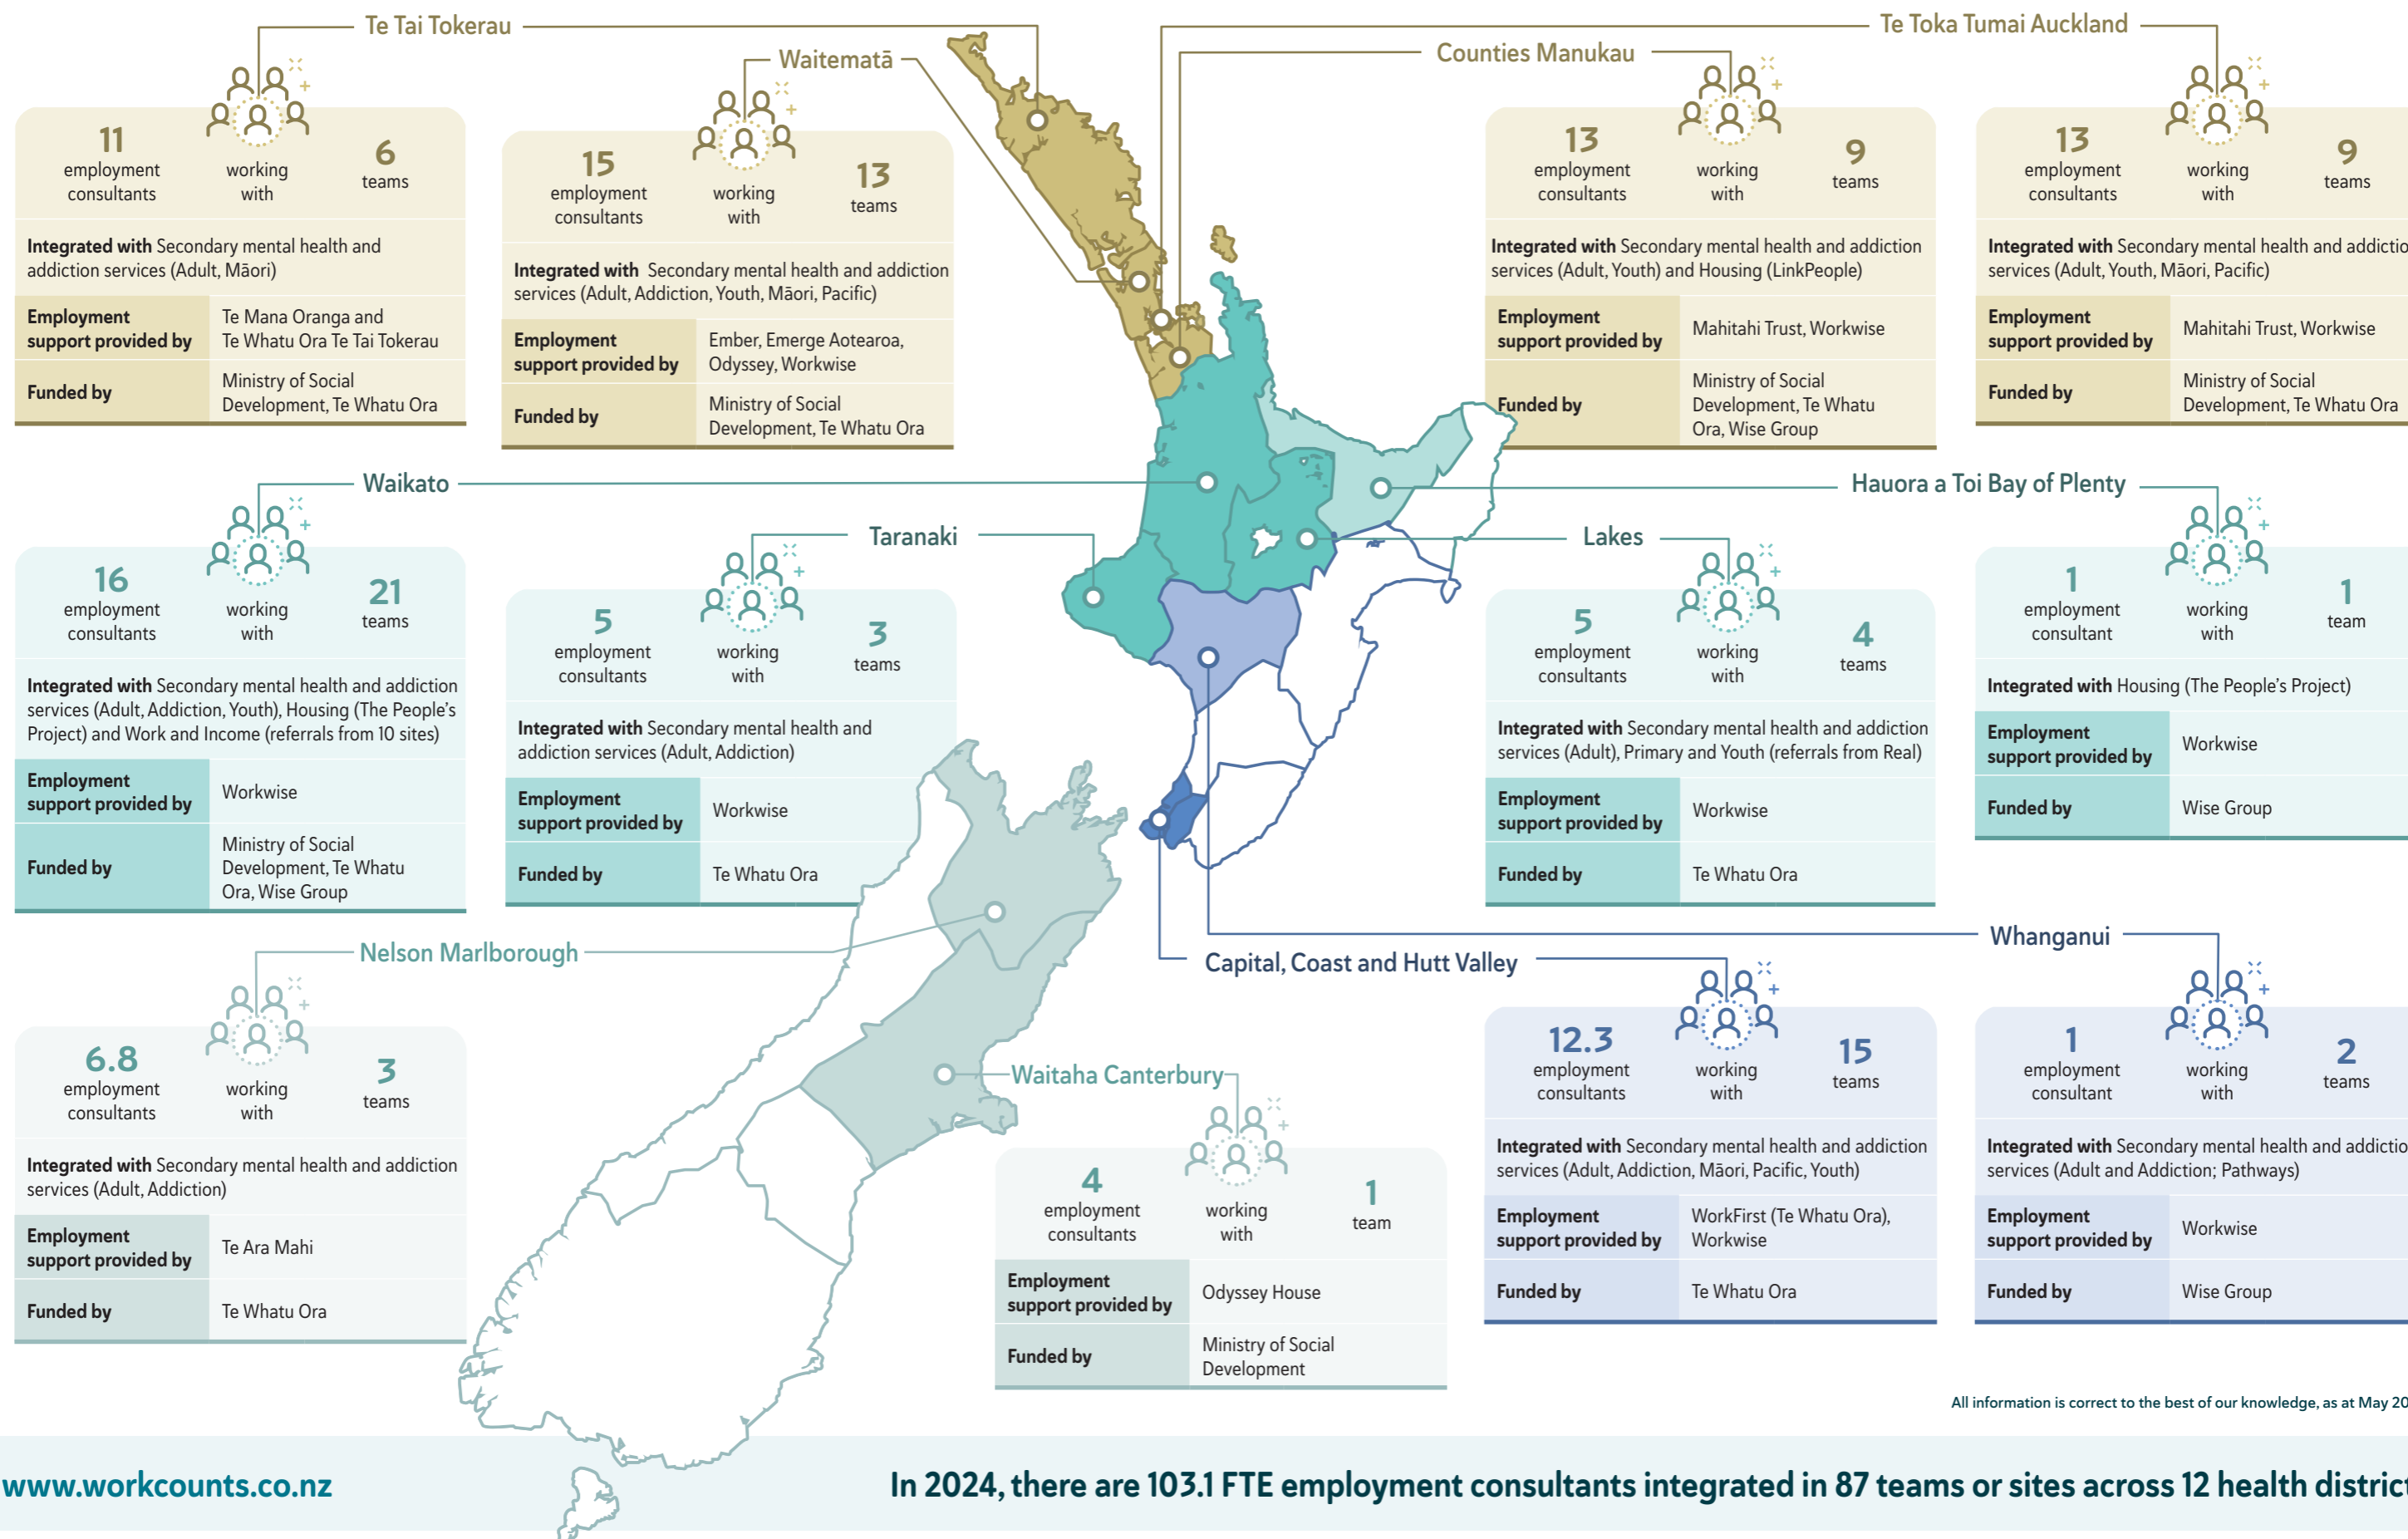 Te Tai Tokerau
11
employment
consultants
working
with
6
teams
Integrated with Secondary mental health and
addiction services (Adult, Māori)
Employment
support provided by
Te Mana Oranga and
Te Whatu Ora Te Tai Tokerau
Funded by
Ministry of Social
Development, Te Whatu Ora
Waitematā
15
employment
consultants
working
with
13
teams
Integrated with Secondary mental health and addiction
services (Adult, Addiction, Youth, Māori, Pacific)
Employment
support provided by
Ember, Emerge Aotearoa,
Odyssey, Workwise
Funded by
Ministry of Social
Development, Te Whatu Ora
Counties Manukau
13
employment
consultants
working
with
9
teams
Integrated with Secondary mental health and addiction
services (Adult, Youth) and Housing (LinkPeople)
Employment
support provided by
Mahitahi Trust, Workwise
Funded by
Ministry of Social
Development, Te Whatu
Ora, Wise Group
Te Toka Tumai Auckland
13
employment
consultants
working
with
9
teams
Integrated with Secondary mental health and addictio
services (Adult, Youth, Māori, Pacific)
Employment
support provided by
Mahitahi Trust, Workwise
Funded by
Ministry of Social
Development, Te Whatu Ora
Waikato
16
employment
consultants
working
with
21
teams
Integrated with Secondary mental health and addiction
services (Adult, Addiction, Youth), Housing (The People’s
Project) and Work and Income (referrals from 10 sites)
Employment
support provided by
Workwise
Funded by
Ministry of Social
Development, Te Whatu
Ora, Wise Group
Taranaki
5
employment
consultants
working
with
3
teams
Integrated with Secondary mental health and
addiction services (Adult, Addiction)
Employment
support provided by
Workwise
Funded by
Te Whatu Ora
Lakes
5
employment
consultants
working
with
4
teams
Integrated with Secondary mental health and addiction
services (Adult), Primary and Youth (referrals from Real)
Employment
support provided by
Workwise
Funded by
Te Whatu Ora
Hauora a Toi Bay of Plenty
1
employment
consultant
working
with
1
team
Integrated with Housing (The People’s Project)
Employment
support provided by
Workwise
Funded by
Wise Group
Nelson Marlborough
6.8
employment
consultants
working
with
3
teams
Integrated with Secondary mental health and addiction
services (Adult, Addiction)
Employment
support provided by
Te Ara Mahi
Funded by
Te Whatu Ora
Waitaha Canterbury
4
employment
consultants
working
with
1
team
Employment
support provided by
Odyssey House
Funded by
Ministry of Social
Development
Capital, Coast and Hutt Valley
12.3
employment
consultants
working
with
15
teams
Integrated with Secondary mental health and addiction
services (Adult, Addiction, Māori, Pacific, Youth)
Employment
support provided by
WorkFirst (Te Whatu Ora),
Workwise
Funded by
Te Whatu Ora
Whanganui
1
employment
consultant
working
with
2
teams
Integrated with Secondary mental health and addictio
services (Adult and Addiction; Pathways)
Employment
support provided by
Workwise
Funded by
Wise Group
All information is correct to the best of our knowledge, as at May 20
www.workcounts.co.nz
In 2024, there are 103.1 FTE employment consultants integrated in 87 teams or sites across 12 health district